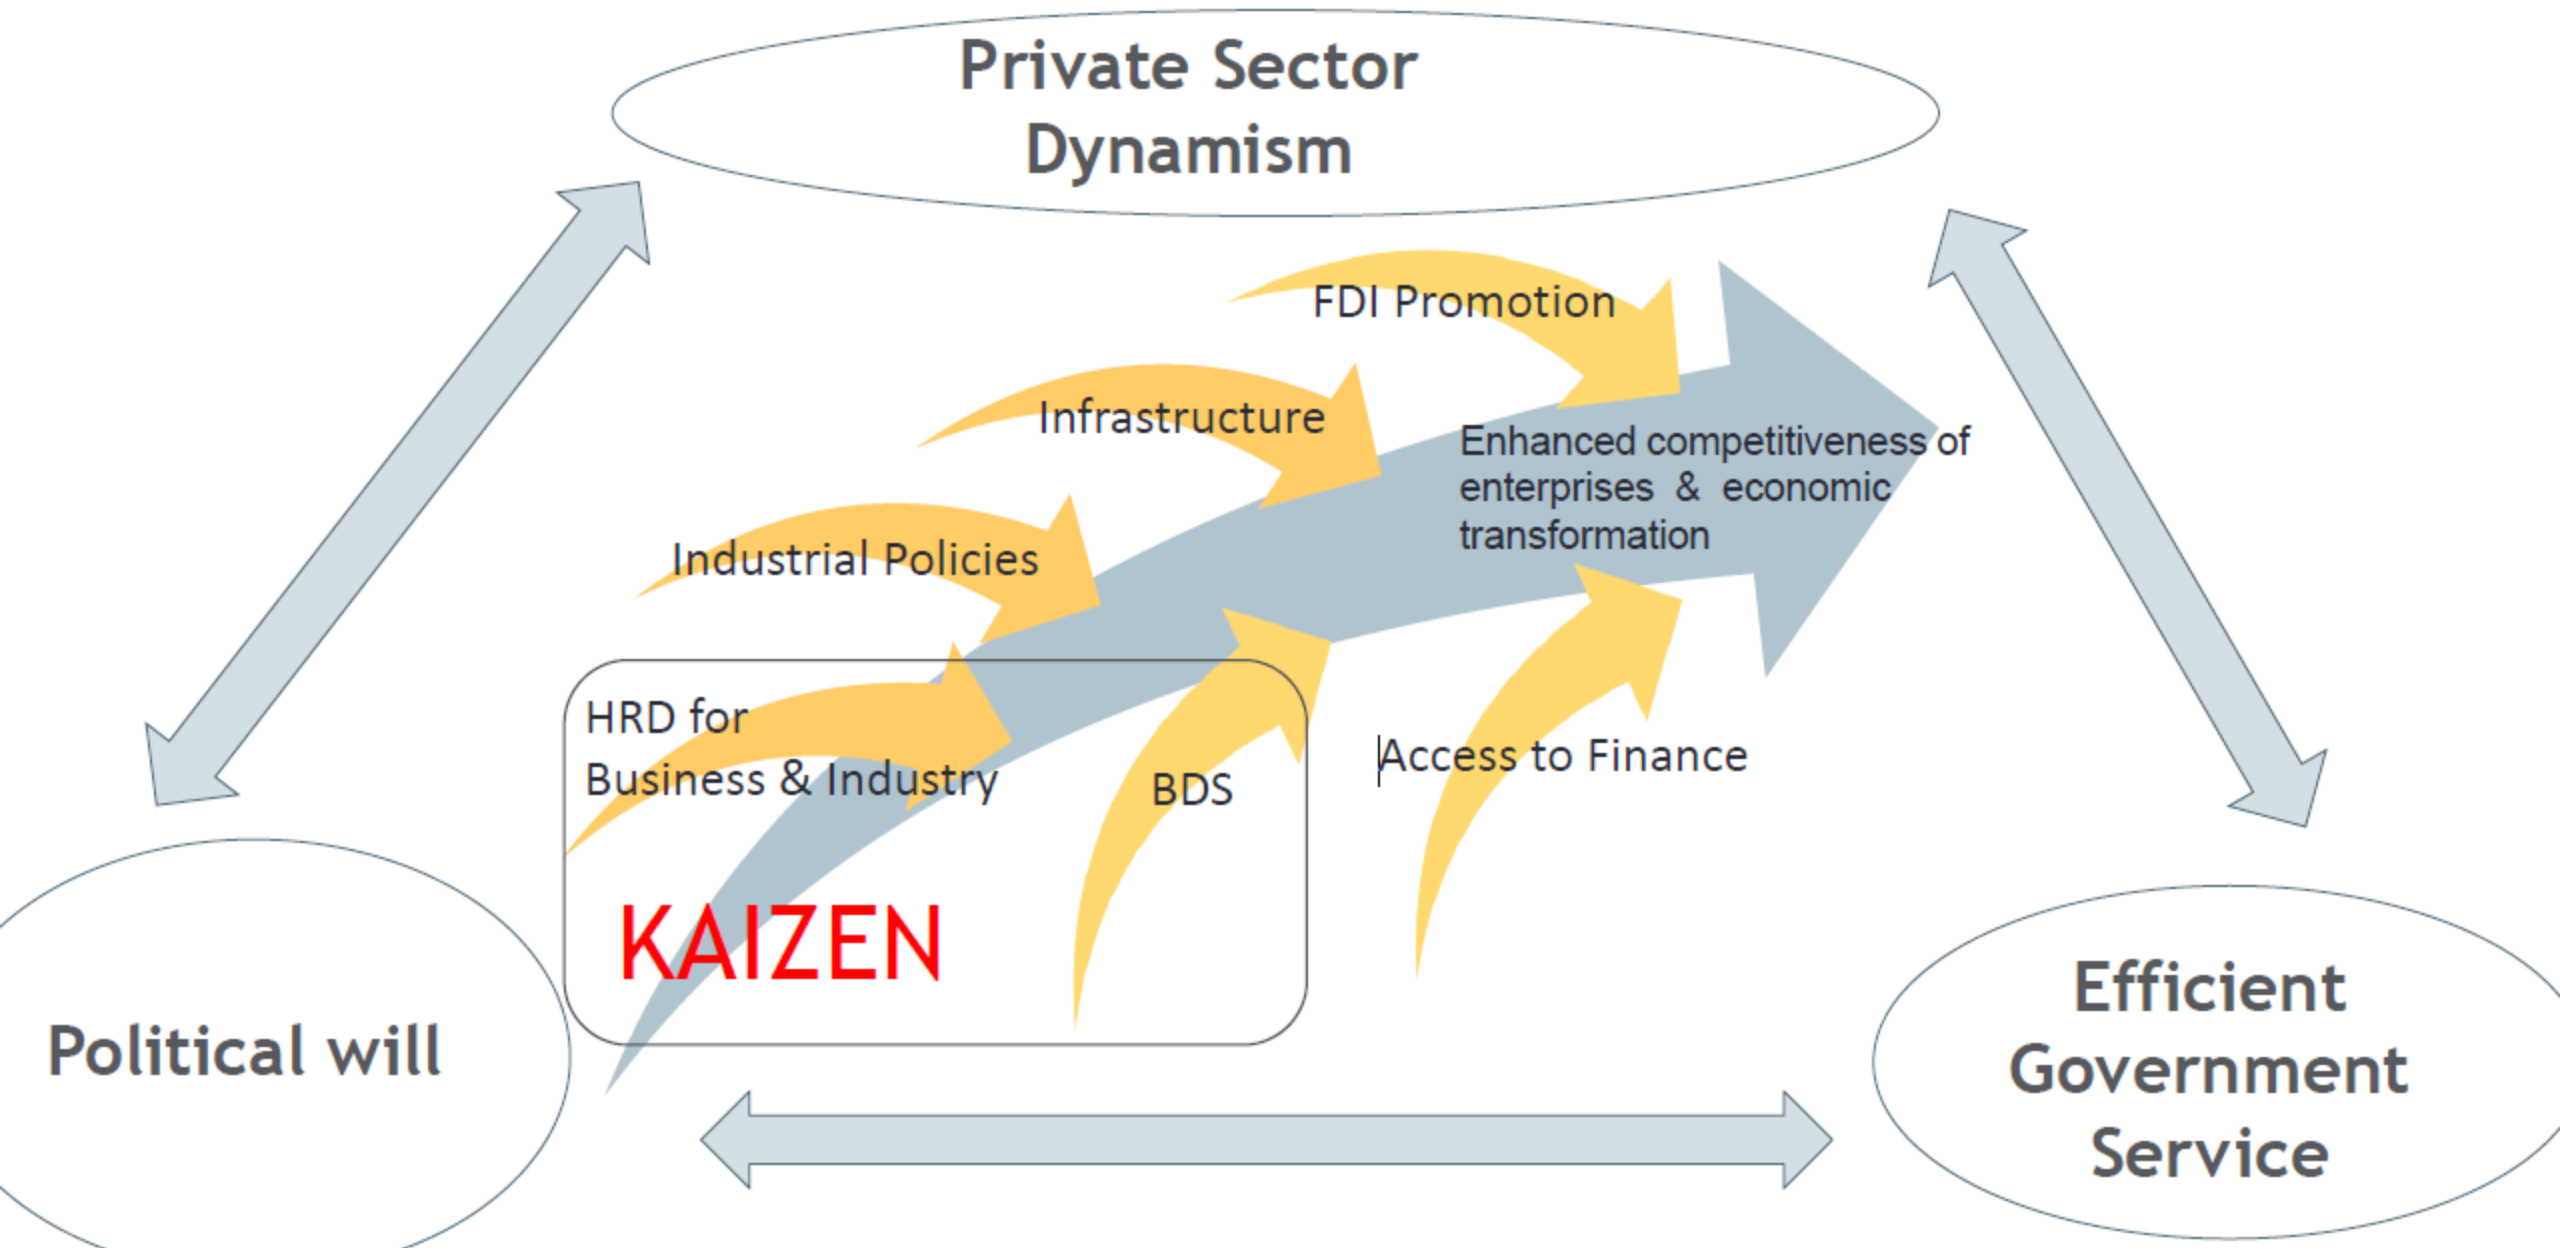 Private Sector
Dynamism
FDI Promotion
Infrastructure
Enhanced competitiveness of
enterprises & economic
transformation
Industrial Policies
HRD for
Business & Industry
BDS
Access to Finance
KAIZEN
Political will
Efficient
Government
Service